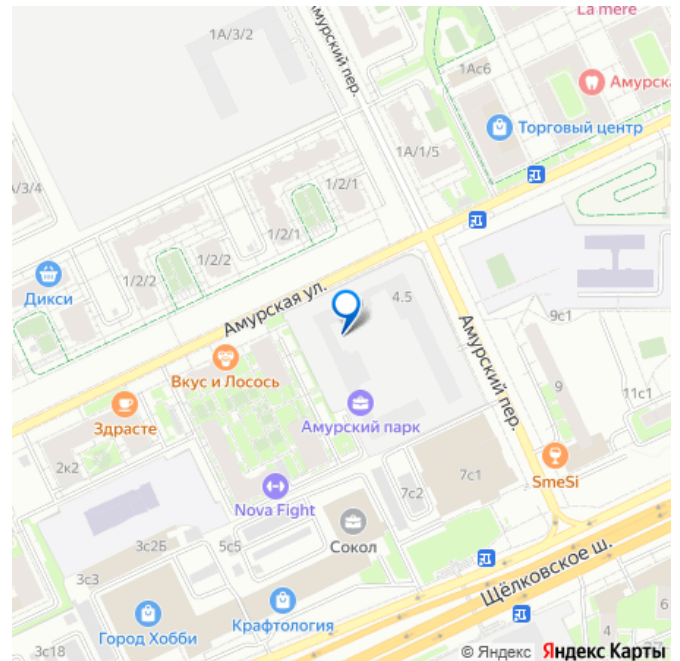 La mere
1А/3/2
Амурский пер.
1Ас6
Амурска
Торговый центр
1А/1/5
1/2/1
/3/4
1/2/1
1/2/2
1/2/2
Дикси
Амурская ул.
4.5
9с1
Амурский пер.
Вкус и Лосось
9
11с1
Здрасте
Амурский парк
2к2
7с1
SmeSi
7с2
Nova Fight
Сокол
3с2Б
5с5
3с3
Щёлковское ш.
Город Хобби
Крафтология
6
4
27
3с18
© Яндекс Яндекс Карты